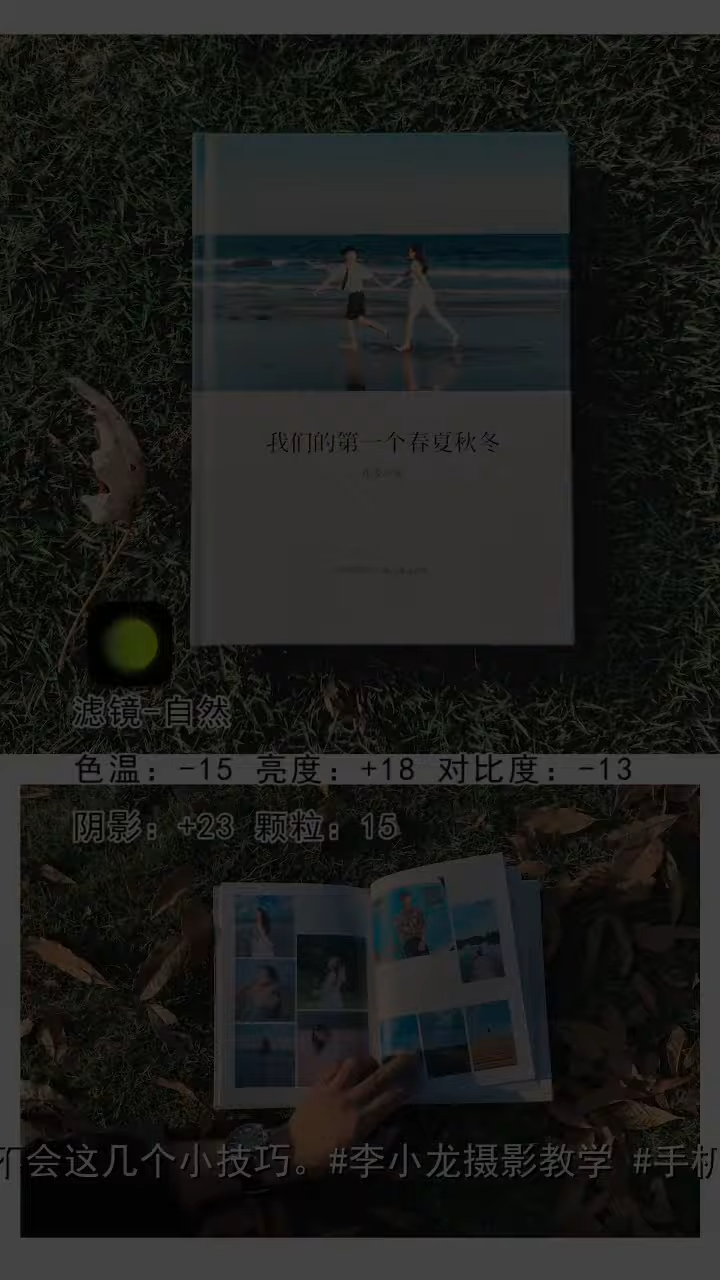 我们的第一个春夏秋冬
滤镜-自然
色温：-15 亮度：+18 对比度：-13
阴影：+23 颗粒：15
不会这几个小技巧。#李小龙摄影教学 #手机